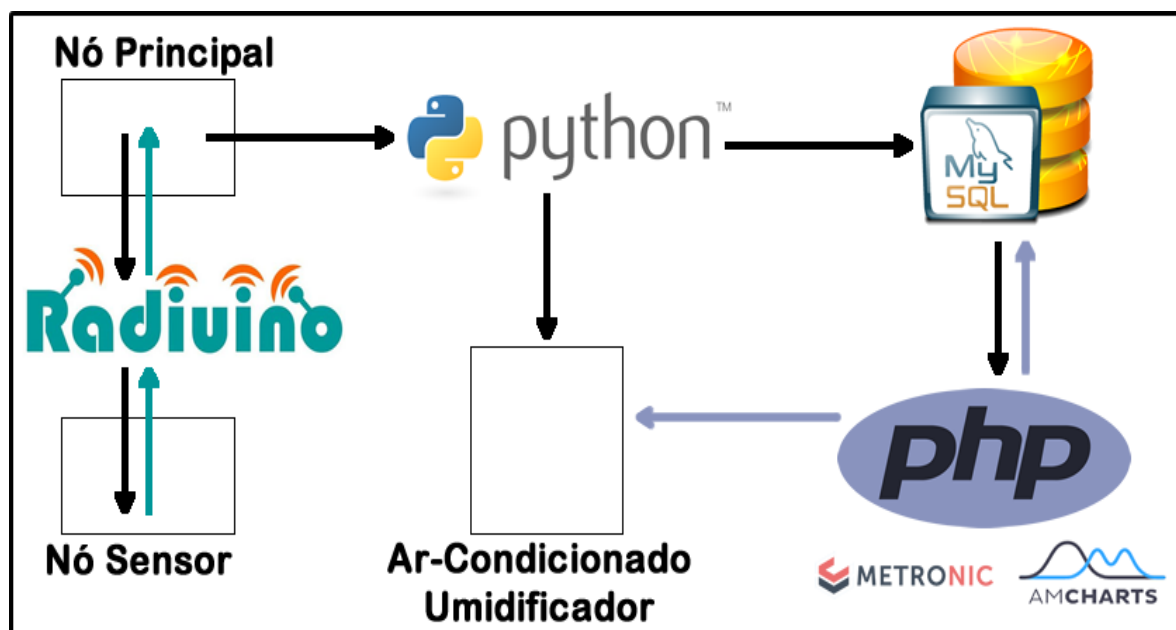 Nó Principal
python™
My
SQL
Radiuino
php
Nó Sensor
Ar-Condicionado
Umidificador
METRONIC
AMCHARTS